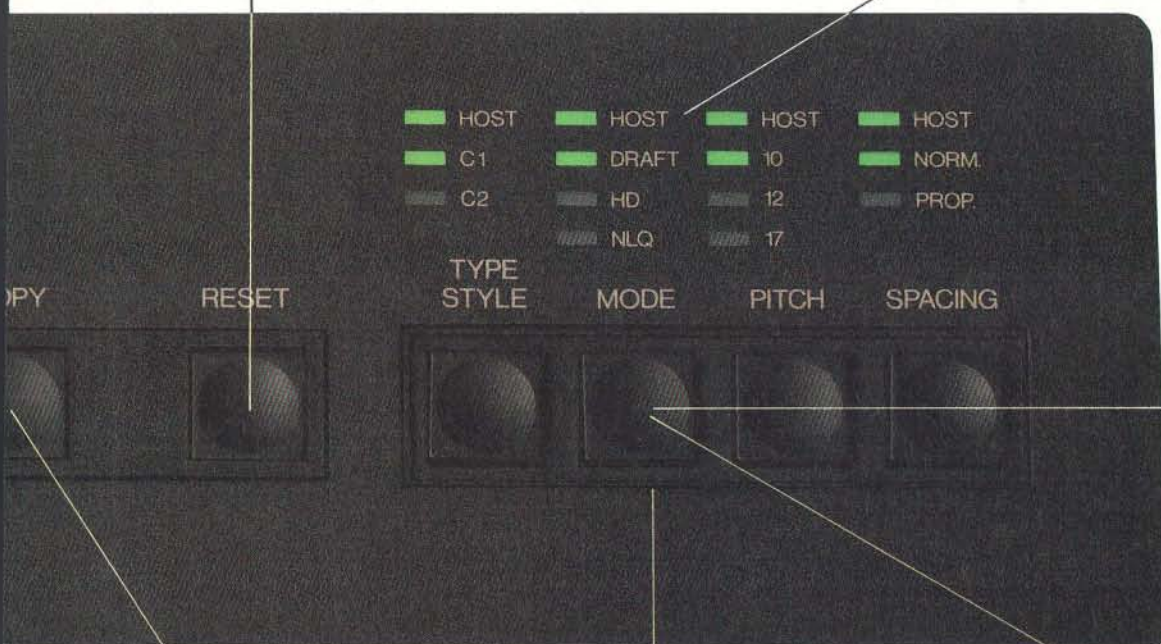 HOST HOST HOST HOST
C1 DRAFT 10 NORM.
C2 HD 12 PROP.
NLQ 17
TYPE
OPY RESET STYLE MODE PITCH SPACING